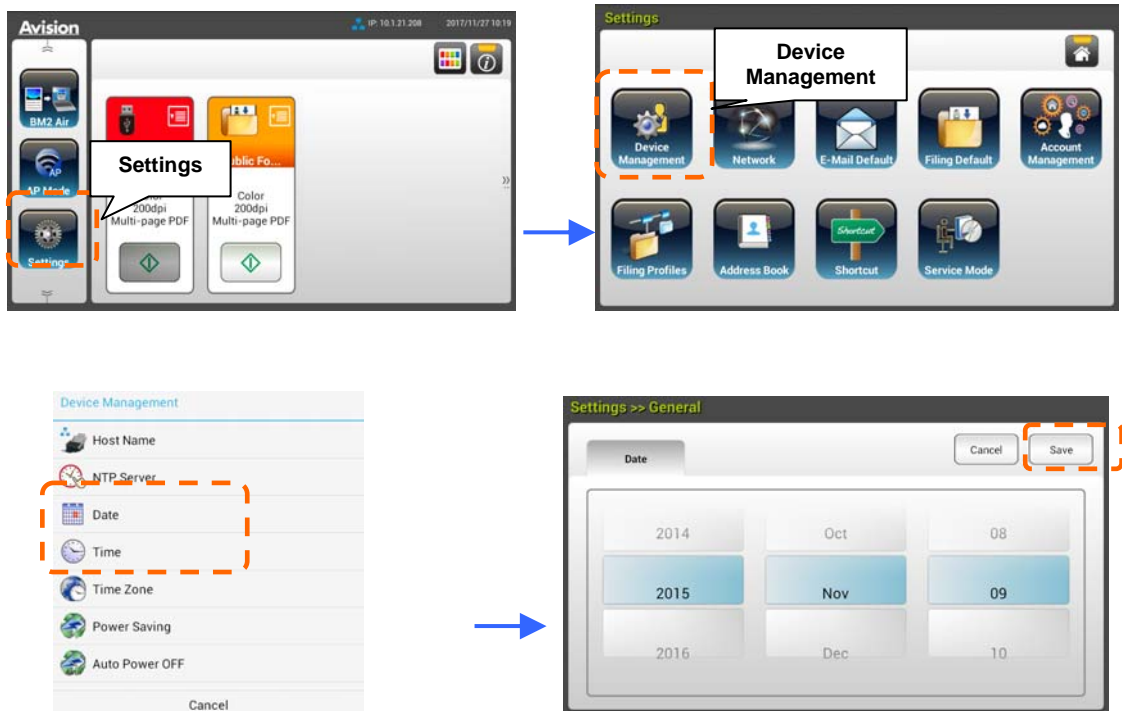 Avision
IP: 10.1.21.208 2017/11/27 10:19
BM2 Air
AP Mode
Settings
Settings
ublic Fo...
Color
200dpi
Multi-page PDF
200dpi
Multi-page PDF
Settings
Device
Management
Device
Management
Network
E-Mail Default
Filing Default
Account
Management
Filing Profiles
Address Book
Shortcut
Shortcut
Service Mode
Device Management
Host Name
NTP Server
Date
Time
Time Zone
Power Saving
Auto Power OFF
Cancel
Settings >> General
Date
Cancel
Save
2014 Oct 08
2015 Nov 09
2016 Dec 10